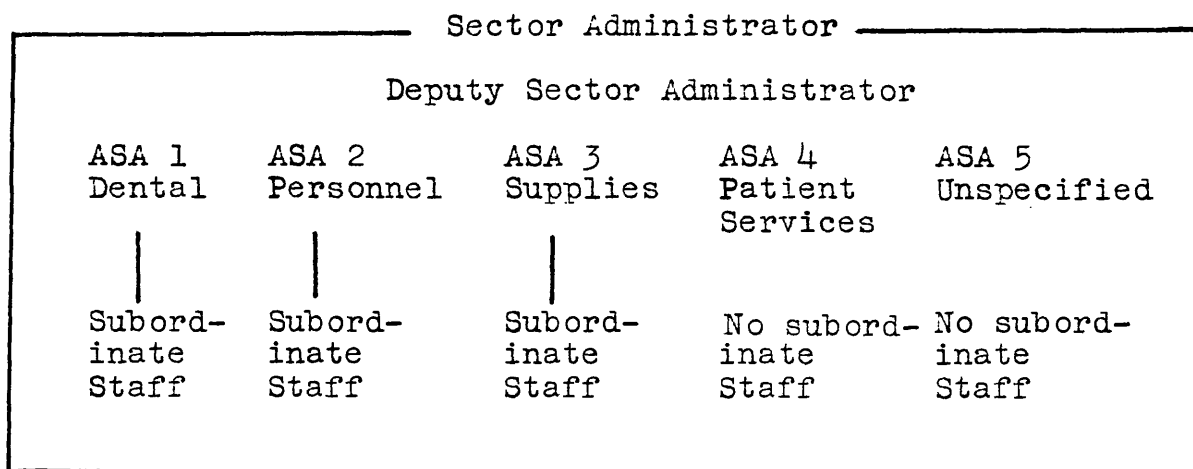 Sector Administrator
Deputy Sector Administrator
ASA 1 ASA 2 ASA 3 ASA 4 ASA 5
Dental Personnel Supplies Patient Unspecified
Services
Subord- Subord- Subord- No subord- No subord-
inate inate inate inate inate
Staff Staff Staff Staff Staff